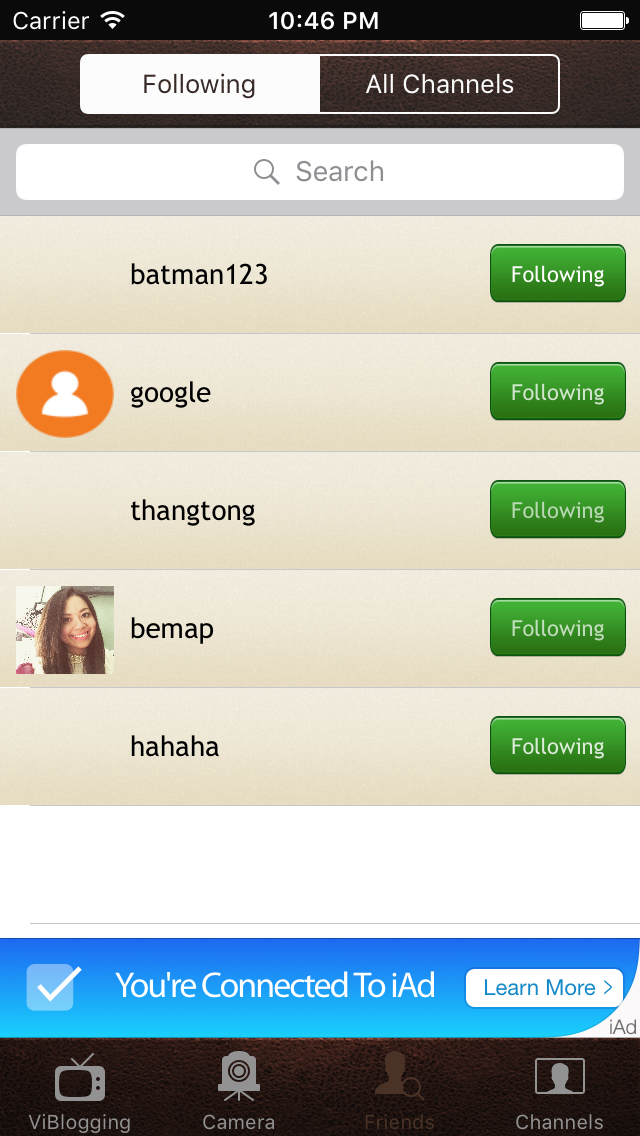 Carrier 10:46 PM
Following All Channels
Search
batman123 Following
google Following
thangtong Following
bemap Following
hahaha Following
You're Connected To iAd Learn More >
iAd
ViBlogging Camera Friends Channels